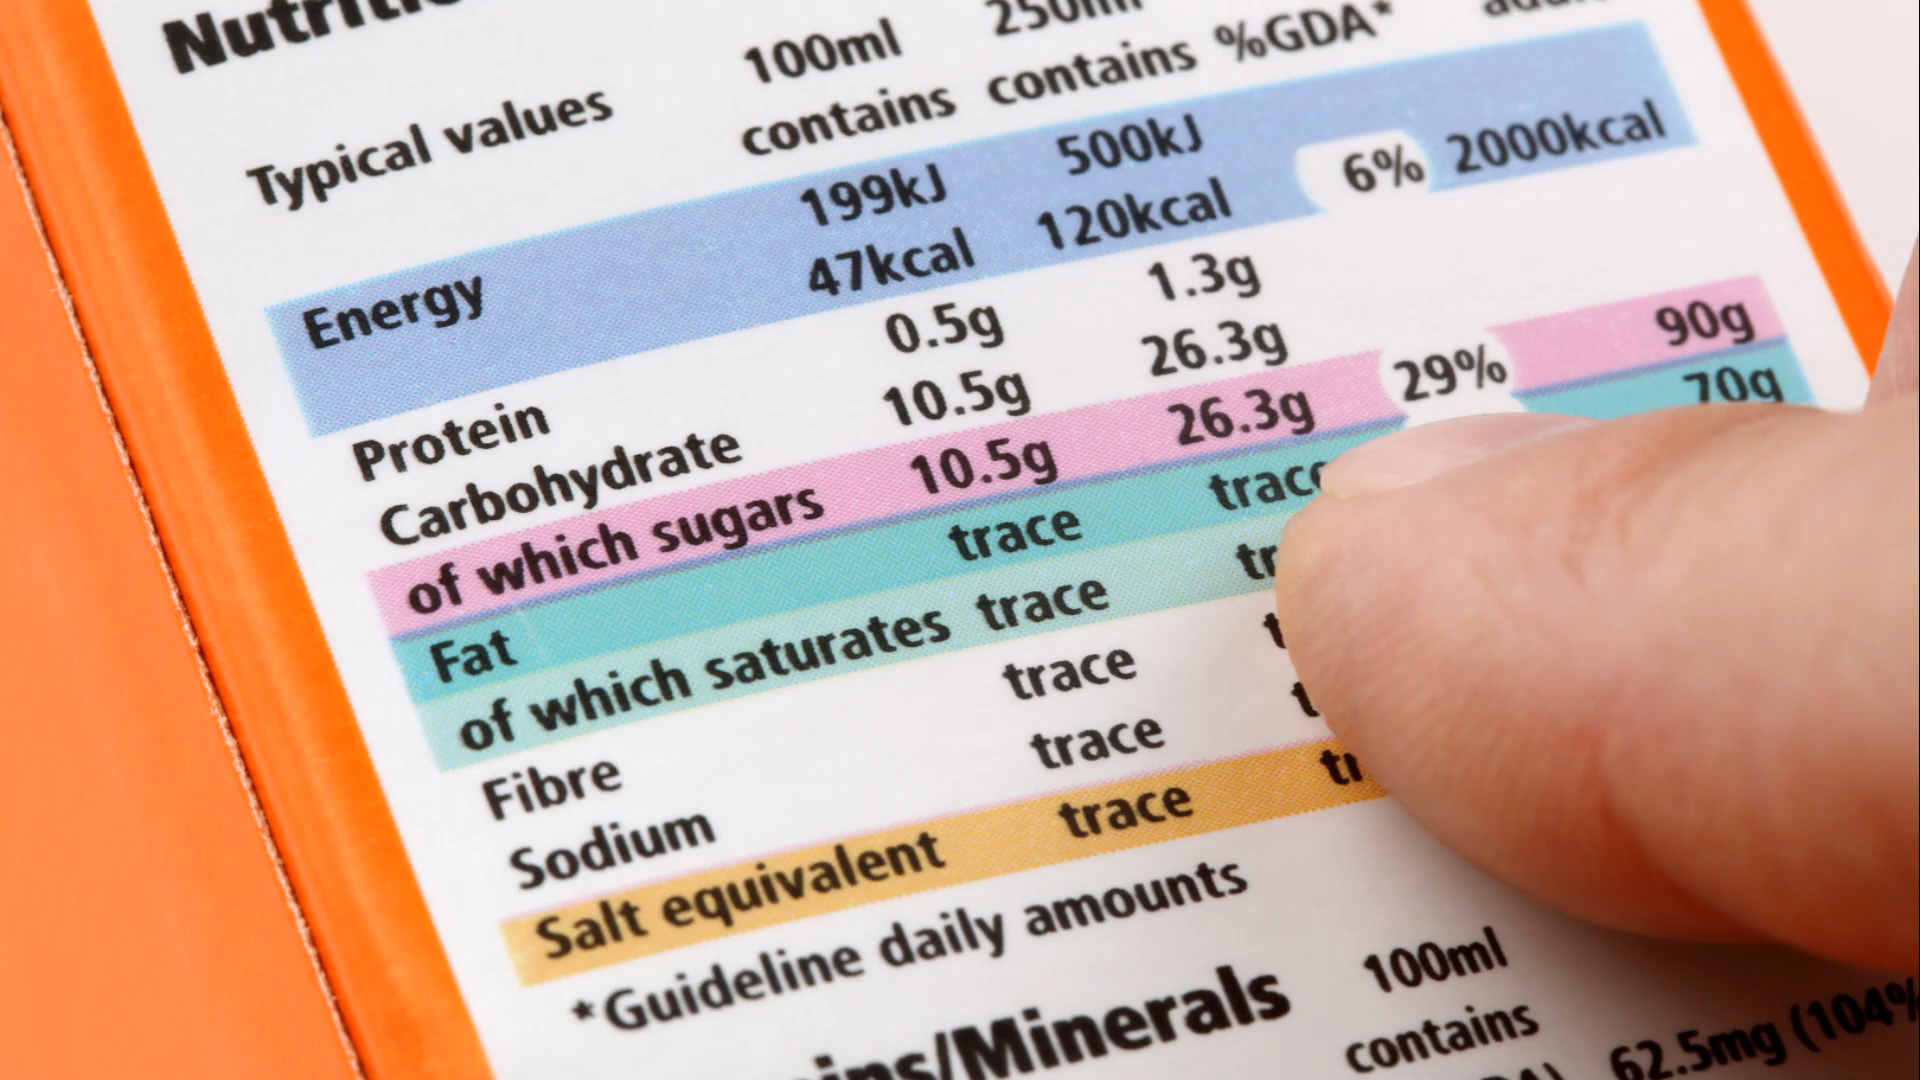 100ml 250ml
Typical values contains contains %GDA*
199kJ 500kJ
Energy 47kcal 120kcal 6% 2000kcal
Protein 0.5g 1.3g
Carbohydrate 10.5g 26.3g
of which sugars 10.5g 26.3g 29% 90g
Fat trace trace 70g
of which saturates trace
Fibre trace
Sodium trace
Salt equivalent trace
*Guideline daily amounts
/Minerals 100ml
contains
62.5mg (104%